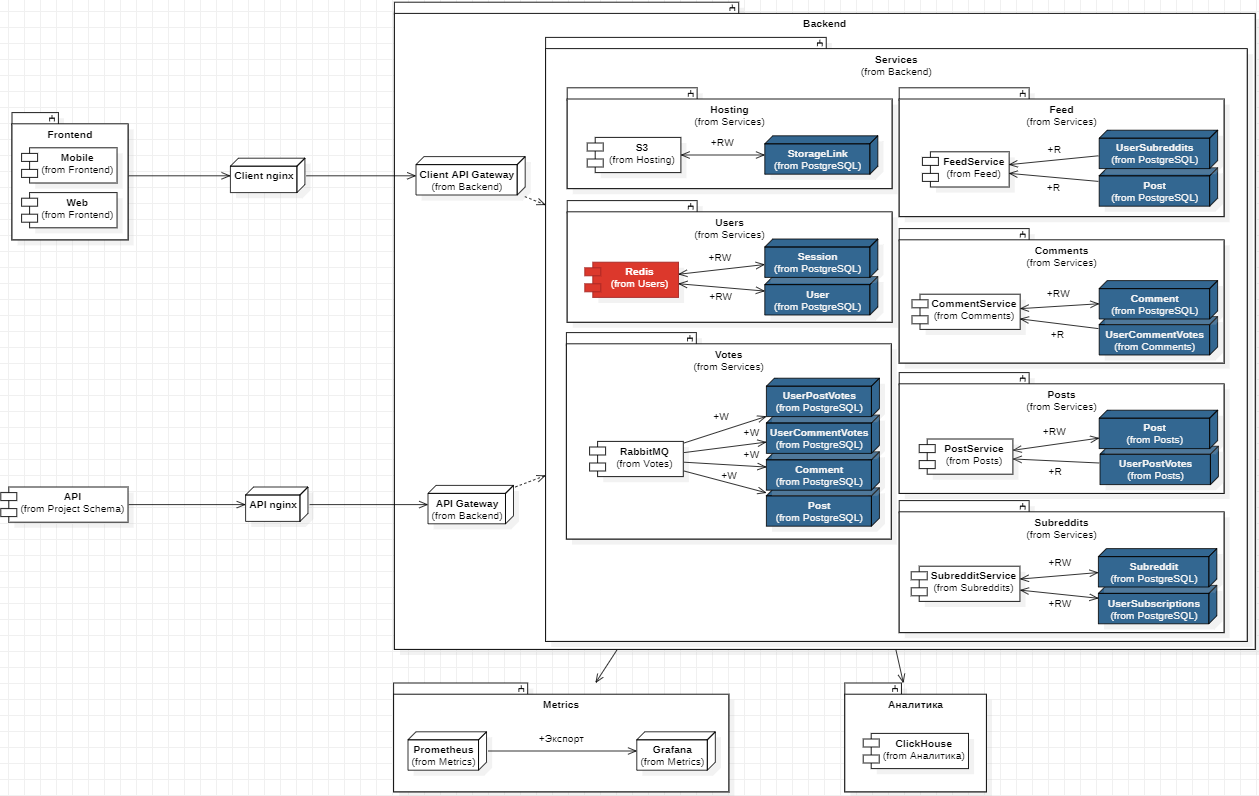 Backend
Services
(from Backend)
Frontend
Mobile
(from Frontend)
Web
(from Frontend)
Client nginx
Client API Gateway
(from Backend)
API
(from Project Schema)
API nginx
API Gateway
(from Backend)
Hosting
(from Services)
S3
(from Hosting)
+RW
StorageLink
(from PostgreSQL)
Users
(from Services)
Redis
(from Users)
+RW
+RW
Session
(from PostgreSQL)
User
(from PostgreSQL)
Votes
(from Services)
RabbitMQ
(from Votes)
+W
+W
+W
+W
UserPostVotes
(from PostgreSQL)
UserCommentVotes
(from PostgreSQL)
Comment
(from PostgreSQL)
Post
(from PostgreSQL)
Feed
(from Services)
FeedService
(from Feed)
+R
+R
UserSubreddits
(from PostgreSQL)
Post
(from PostgreSQL)
Comments
(from Services)
CommentService
(from Comments)
+RW
+R
Comment
(from PostgreSQL)
UserCommentVotes
(from Comments)
Posts
(from Services)
PostService
(from Posts)
+RW
+R
Post
(from Posts)
UserPostVotes
(from Posts)
Subreddits
(from Services)
SubredditService
(from Subreddits)
+RW
+RW
Subreddit
(from PostgreSQL)
UserSubscriptions
(from PostgreSQL)
Metrics
Prometheus
(from Metrics)
+Экспорт
Grafana
(from Metrics)
Аналитика
ClickHouse
(from Аналитика)